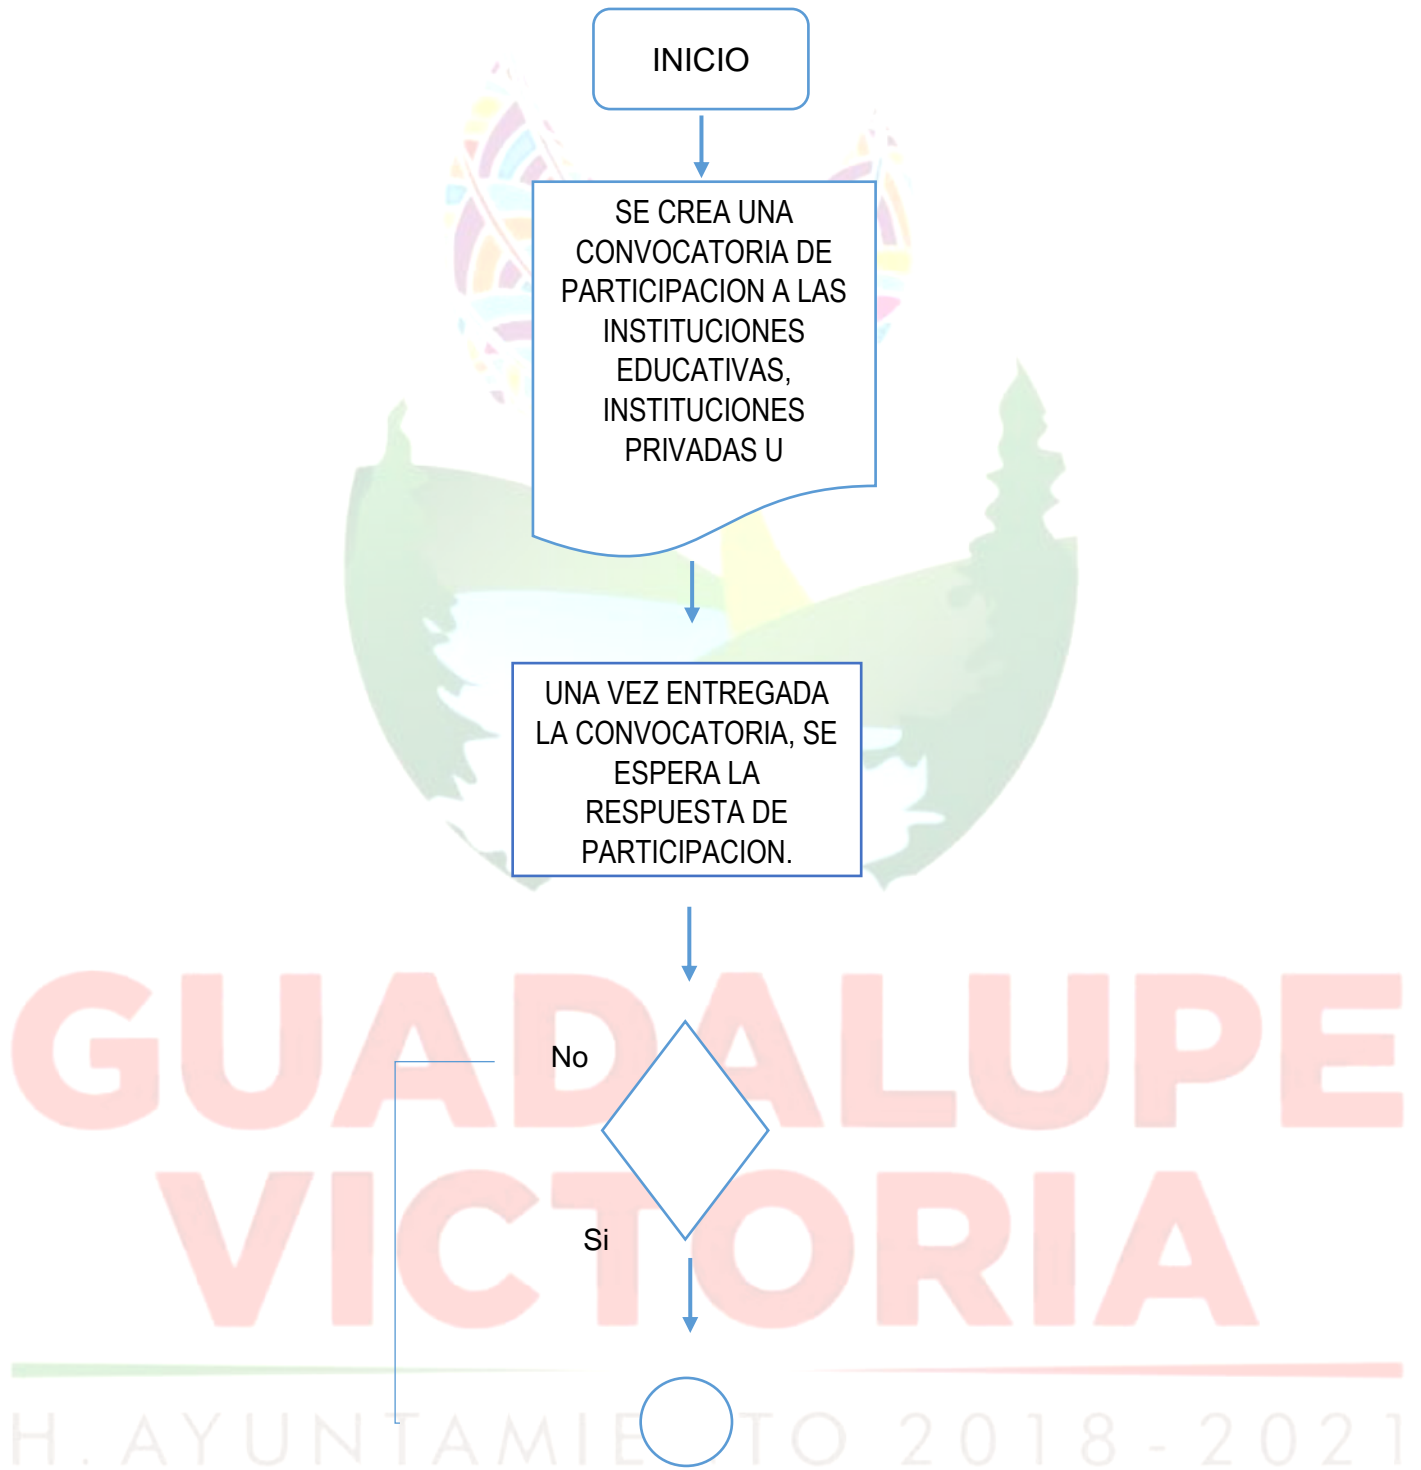 INICIO
SE CREA UNA
CONVOCATORIA DE
PARTICIPACION A LAS
INSTITUCIONES
EDUCATIVAS,
INSTITUCIONES
PRIVADAS U
UNA VEZ ENTREGADA
LA CONVOCATORIA, SE
ESPERA LA
RESPUESTA DE
PARTICIPACION.
No
Si
GUADALUPE
VICTORIA
H. AYUNTAMIENTO 2018-2021